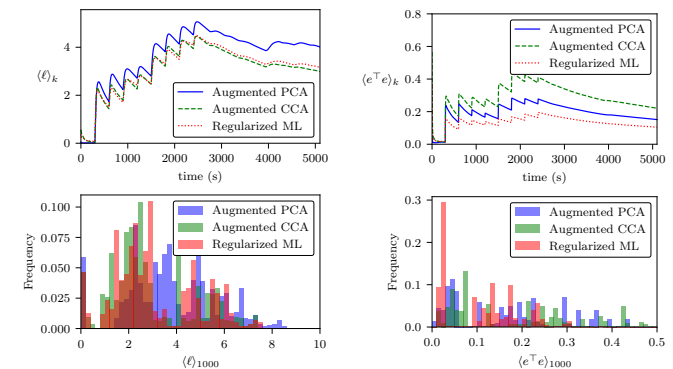 4
2
0
⟨ℓ⟩k
Augmented PCA
Augmented CCA
Regularized ML
0 1000 2000 3000 4000 5000
time (s)
0.8
0.6
0.4
0.2
0.0
⟨e⊤e⟩k
Augmented PCA
Augmented CCA
Regularized ML
0 1000 2000 3000 4000 5000
time (s)
0.100
0.075
0.050
0.025
0.000
Frequency
Augmented PCA
Augmented CCA
Regularized ML
0 2 4 6 8 10
⟨ℓ⟩1000
0.3
0.2
0.1
0.0
Frequency
Augmented PCA
Augmented CCA
Regularized ML
0.0 0.1 0.2 0.3 0.4 0.5
⟨e⊤e⟩1000